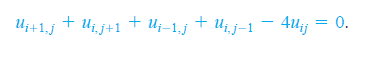 u_{i+1,j} + u_{i,j+1} + u_{i−1,j} + u_{i,j−1} − 4u_{ij} = 0.